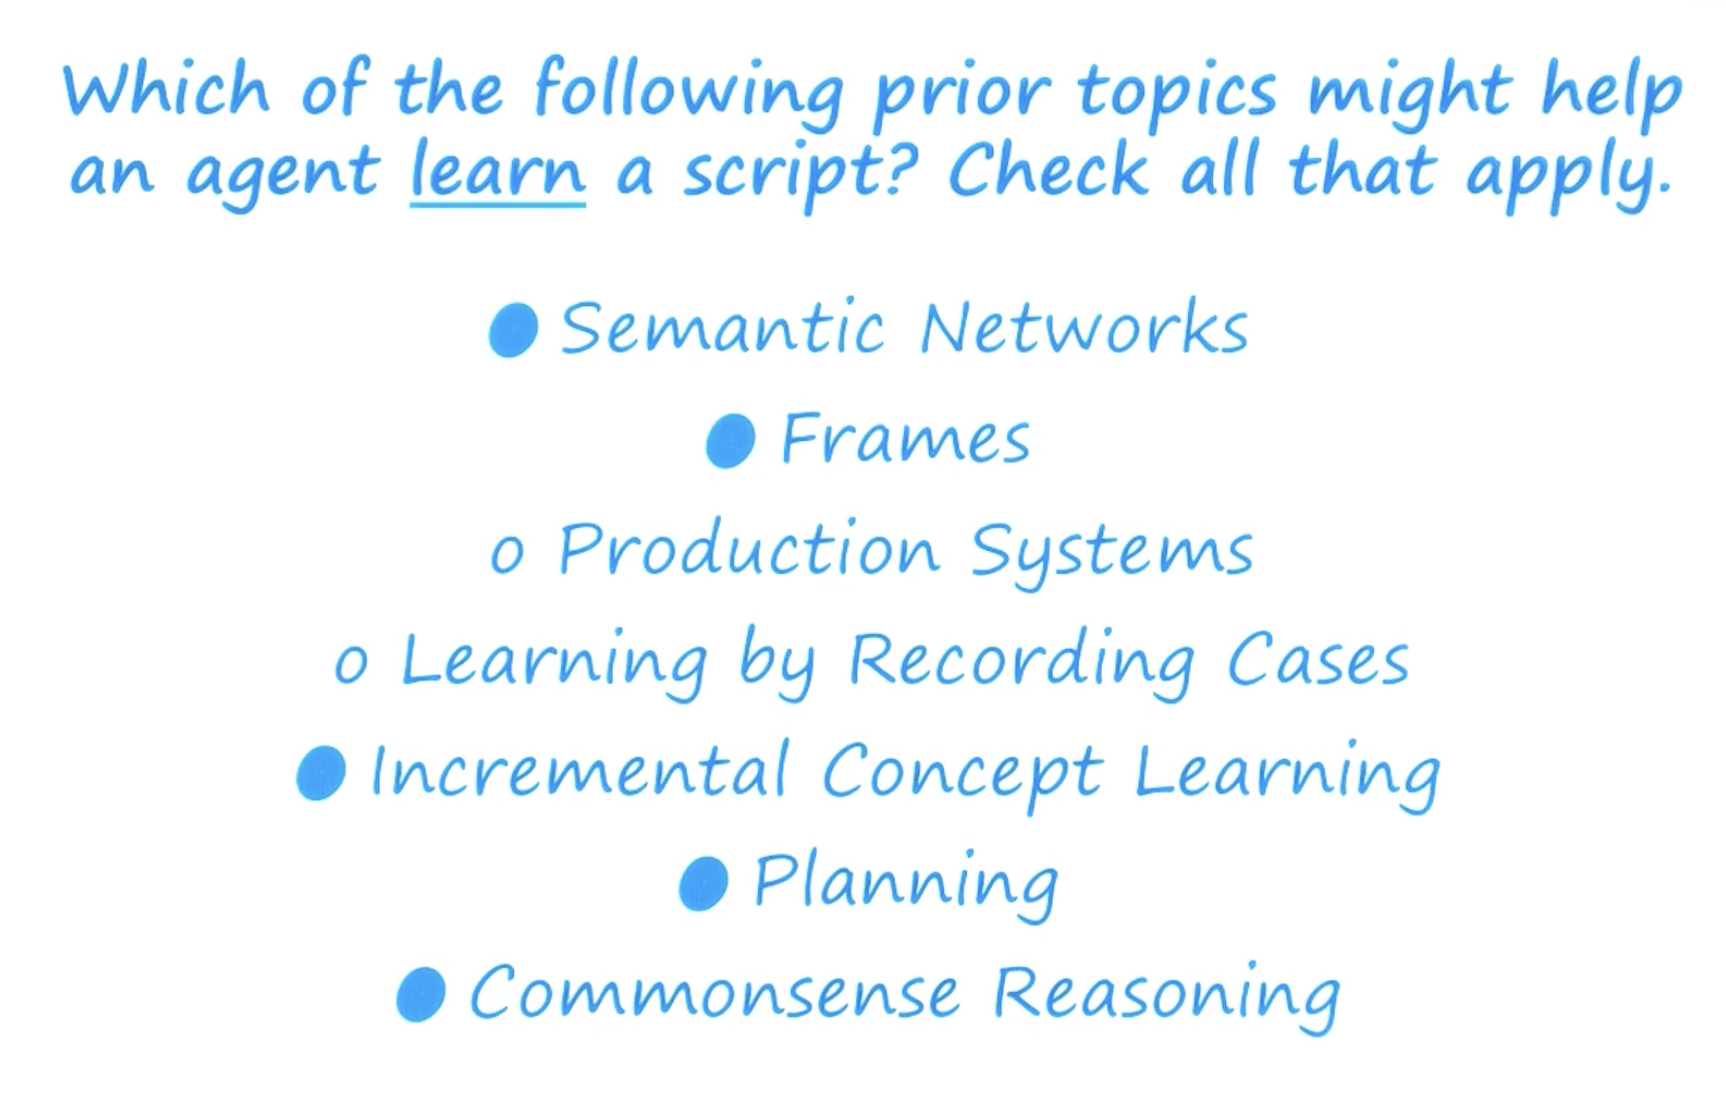 Which of the following prior topics might help
an agent learn a script? Check all that apply.
● Semantic Networks
● Frames
o Production Systems
o Learning by Recording Cases
● Incremental Concept Learning
● Planning
● Commonsense Reasoning